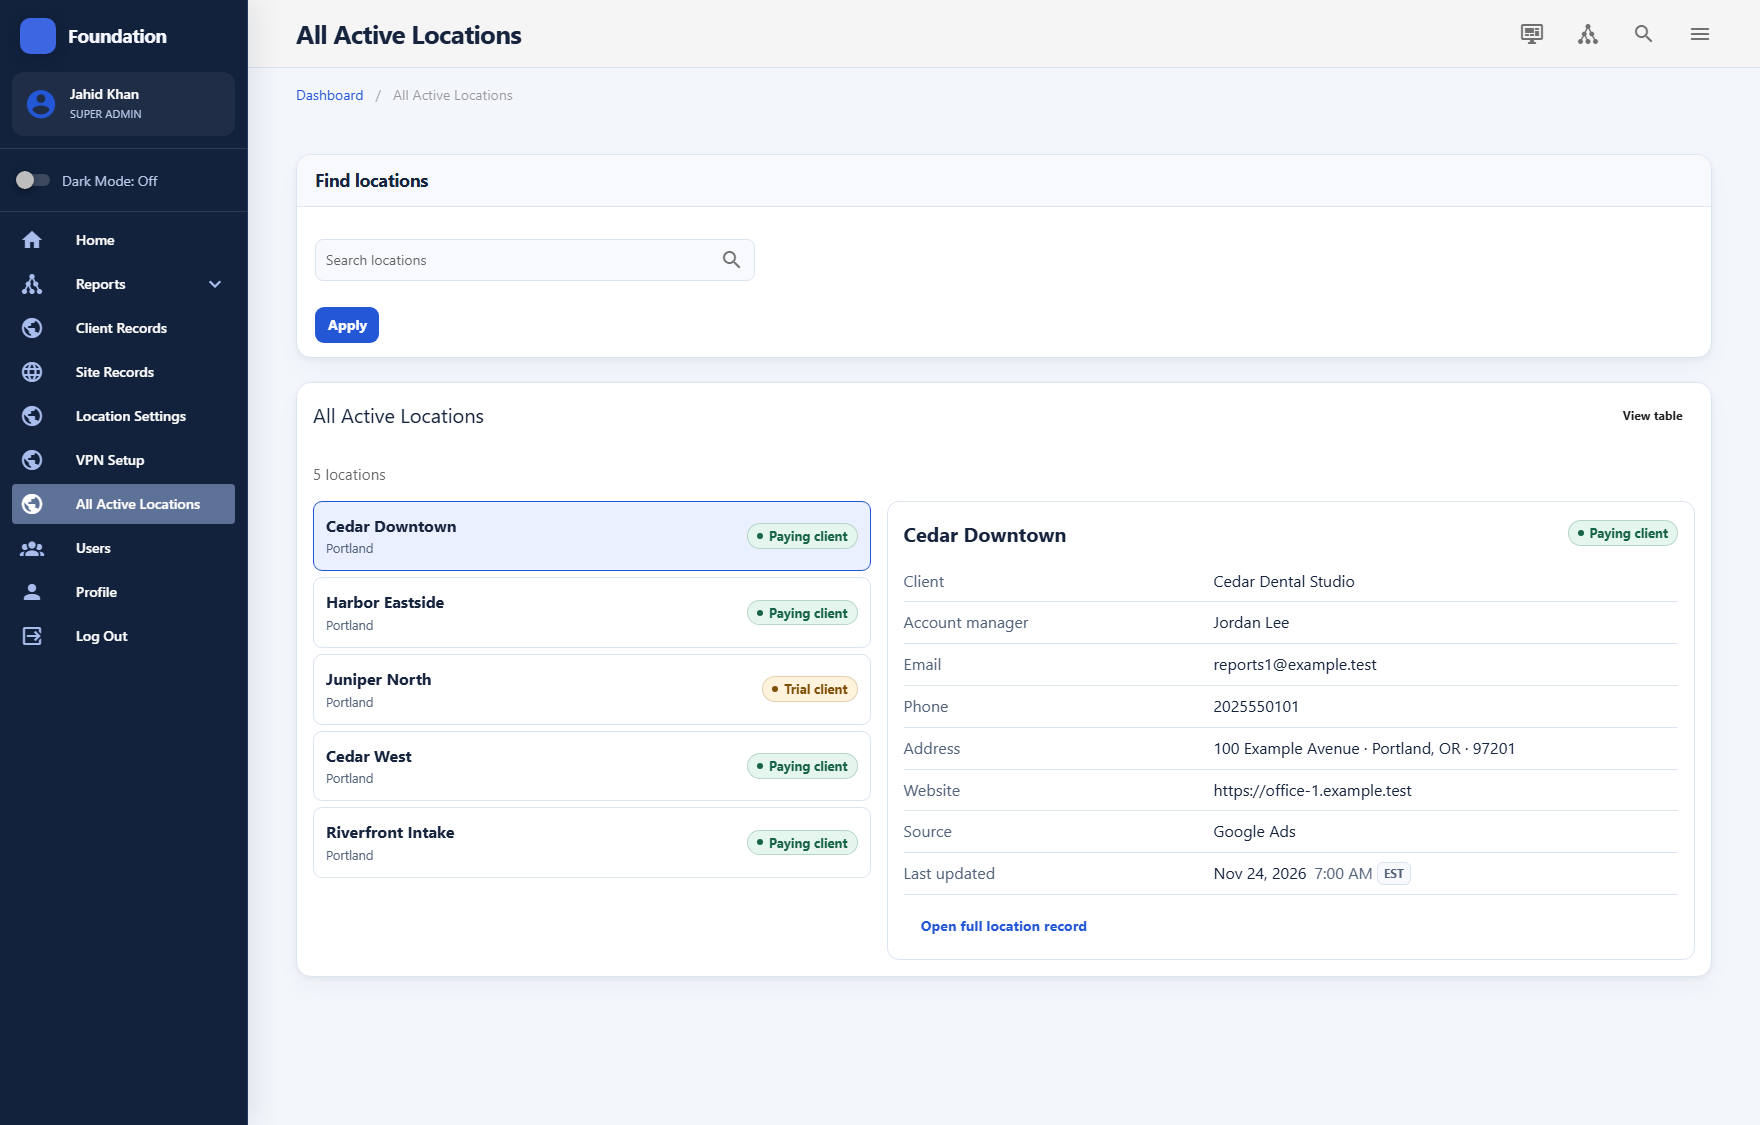 Foundation
Jahid Khan
SUPER ADMIN
Dark Mode: Off
Home
Reports
Client Records
Site Records
Location Settings
VPN Setup
All Active Locations
Users
Profile
Log Out
All Active Locations
Dashboard / All Active Locations
Find locations
Search locations
Apply
All Active Locations
View table
5 locations
Cedar Downtown
Portland
Paying client
Harbor Eastside
Portland
Paying client
Juniper North
Portland
Trial client
Cedar West
Portland
Paying client
Riverfront Intake
Portland
Paying client
Cedar Downtown
Paying client
Client Cedar Dental Studio
Account manager Jordan Lee
Email reports1@example.test
Phone 2025550101
Address 100 Example Avenue · Portland, OR · 97201
Website https://office-1.example.test
Source Google Ads
Last updated Nov 24, 2026 7:00 AM EST
Open full location record